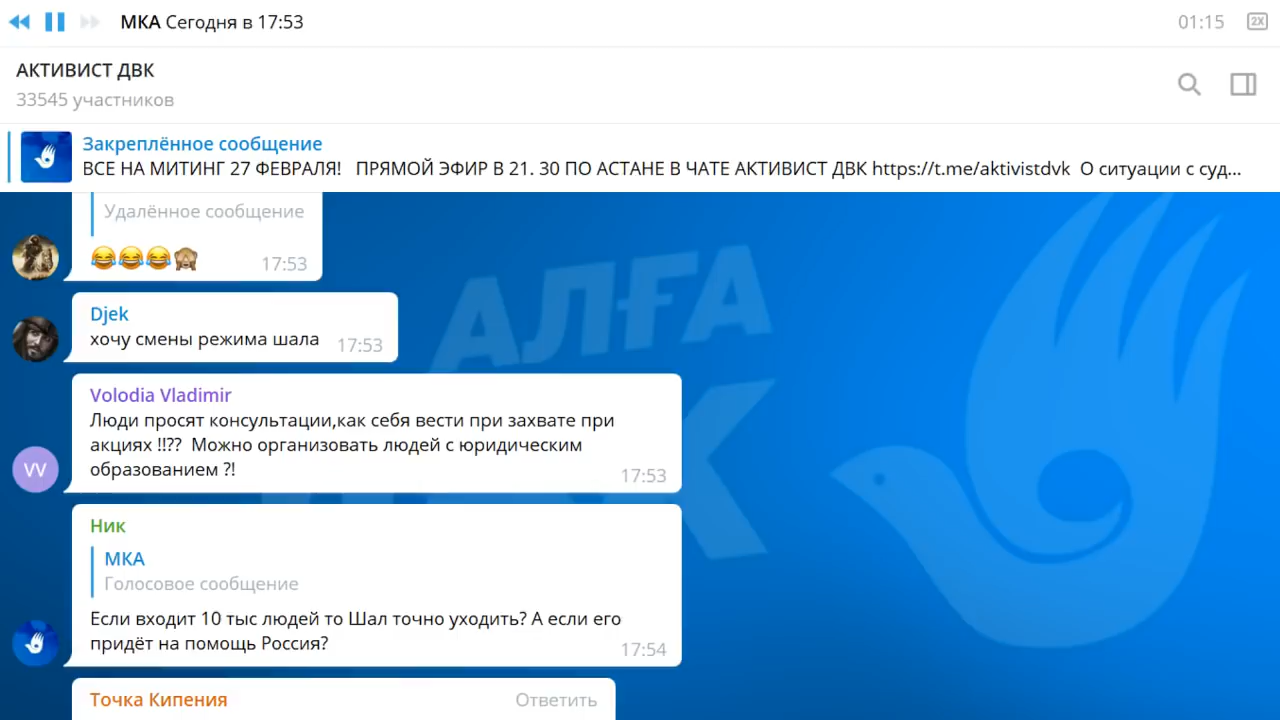 МКА Сегодня в 17:53
01:15
2X
АКТИВИСТ ДВК
33545 участников
Закреплённое сообщение
ВСЕ НА МИТИНГ 27 ФЕВРАЛЯ! ПРЯМОЙ ЭФИР В 21. 30 ПО АСТАНЕ В ЧАТЕ АКТИВИСТ ДВК https://t.me/aktivistdvk О ситуации с суд...
Удалённое сообщение
😂😂😂🙈 17:53
АЛҒА
Djek
хочу смены режима шала 17:53
Volodia Vladimir
Люди просят консультации,как себя вести при захвате при
акциях !!?? Можно организовать людей с юридическим
образованием ?!
VV
17:53
Ник
МКА
Голосовое сообщение
Если входит 10 тыс людей то Шал точно уходить? А если его
придёт на помощь Россия?
17:54
Точка Кипения
Ответить